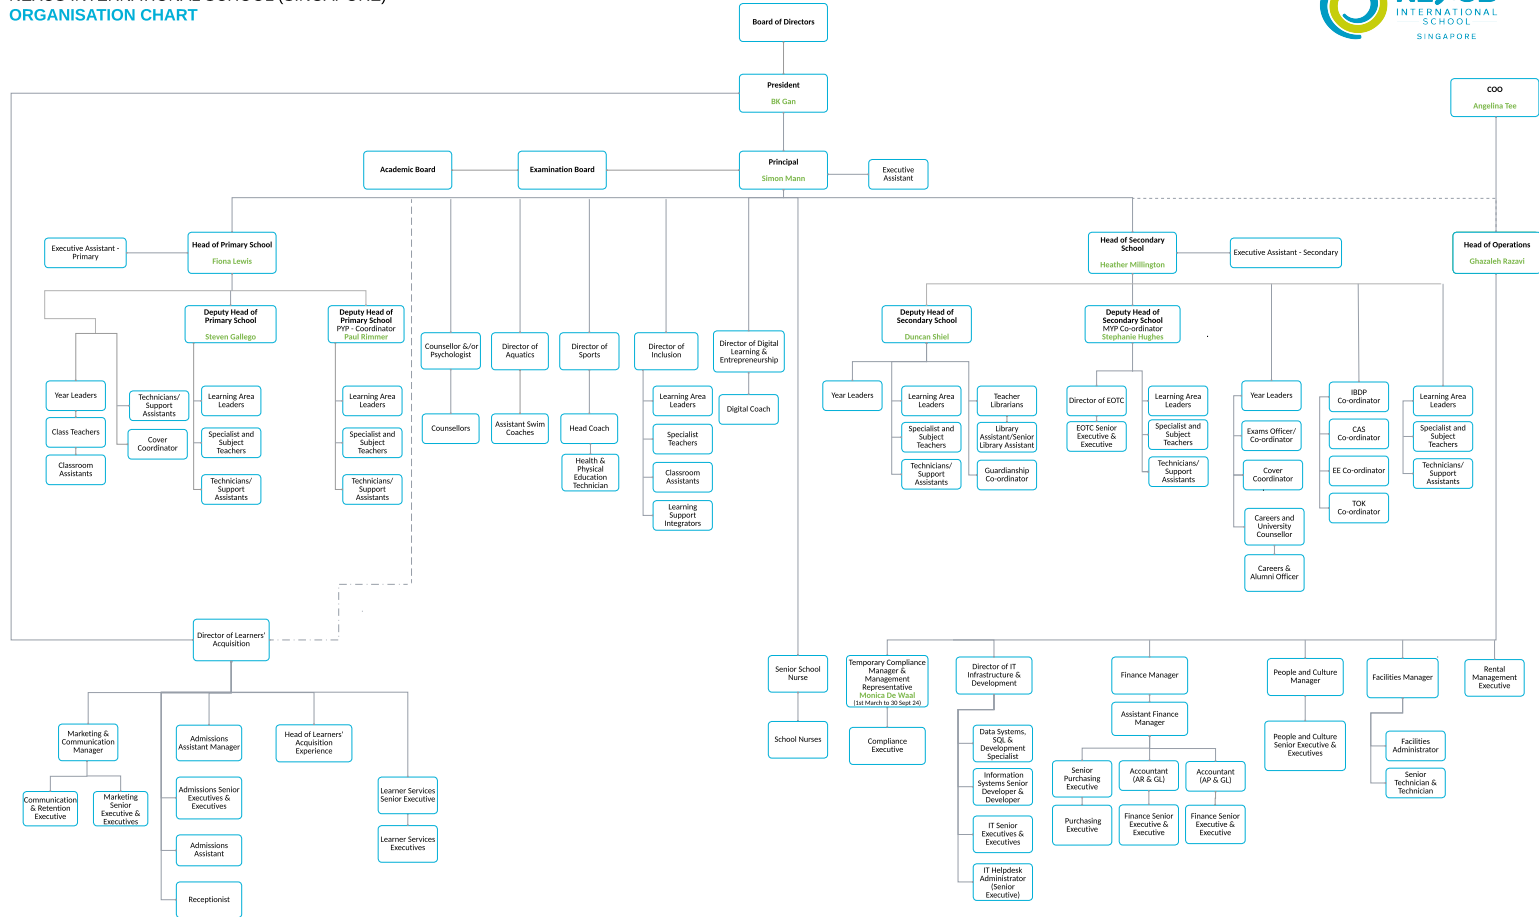 ORGANISATION CHART
INTERNATIONAL
SCHOOL
SINGAPORE
Board of Directors
President
BK Gan
COO
Angelina Tee
Academic Board
Examination Board
Principal
Simon Mann
Executive
Assistant
Executive Assistant -
Primary
Head of Primary School
Fiona Lewis
Head of Secondary
School
Heather Millington
Executive Assistant - Secondary
Head of Operations
Ghazaleh Razavi
Deputy Head of
Primary School
Steven Gallego
Deputy Head of
Primary School
PYP - Coordinator
Paul Rimmer
Counsellor &/or
Psychologist
Director of
Aquatics
Director of
Sports
Director of
Inclusion
Director of Digital
Learning &
Entrepreneurship
Deputy Head of
Secondary School
Duncan Shiel
Deputy Head of
Secondary School
MYP Co-ordinator
Stephanie Hughes
Year Leaders
Class Teachers
Classroom
Assistants
Technicians/
Support
Assistants
Cover
Coordinator
Learning Area
Leaders
Specialist and
Subject
Teachers
Technicians/
Support
Assistants
Learning Area
Leaders
Specialist and
Subject
Teachers
Technicians/
Support
Assistants
Counsellors
Assistant Swim
Coaches
Head Coach
Health &
Physical
Education
Technician
Learning Area
Leaders
Specialist
Teachers
Classroom
Assistants
Learning
Support
Integrators
Digital Coach
Year Leaders
Learning Area
Leaders
Specialist and
Subject
Teachers
Technicians/
Support
Assistants
Teacher
Librarians
Library
Assistant/Senior
Library Assistant
Guardianship
Co-ordinator
Director of EOTC
EOTC Senior
Executive &
Executive
Learning Area
Leaders
Specialist and
Subject
Teachers
Technicians/
Support
Assistants
Year Leaders
Exams Officer/
Co-ordinator
Cover
Coordinator
Careers and
University
Counsellor
Careers &
Alumni Officer
IBDP
Co-ordinator
CAS
Co-ordinator
EE Co-ordinator
TOK
Co-ordinator
Learning Area
Leaders
Specialist and
Subject
Teachers
Technicians/
Support
Assistants
Director of Learners'
Acquisition
Marketing &
Communication
Manager
Communication
& Retention
Executive
Marketing
Senior
Executive &
Executives
Admissions
Assistant Manager
Admissions Senior
Executives &
Executives
Admissions
Assistant
Receptionist
Head of Learners'
Acquisition
Experience
Learner Services
Senior Executive
Learner Services
Executives
Senior School
Nurse
School Nurses
Temporary Compliance
Manager &
Management
Representative
Monica De Waal
(1st March to 30 Sept 24)
Compliance
Executive
Director of IT
Infrastructure &
Development
Data Systems,
SQL &
Development
Specialist
Information
Systems Senior
Developer &
Developer
IT Senior
Executives &
Executives
IT Helpdesk
Administrator
(Senior
Executive)
Finance Manager
Assistant Finance
Manager
Senior
Purchasing
Executive
Purchasing
Executive
Accountant
(AR & GL)
Finance Senior
Executive &
Executive
Accountant
(AP & GL)
Finance Senior
Executive &
Executive
People and Culture
Manager
People and Culture
Senior Executive &
Executives
Facilities Manager
Facilities
Administrator
Senior
Technician &
Technician
Rental
Management
Executive